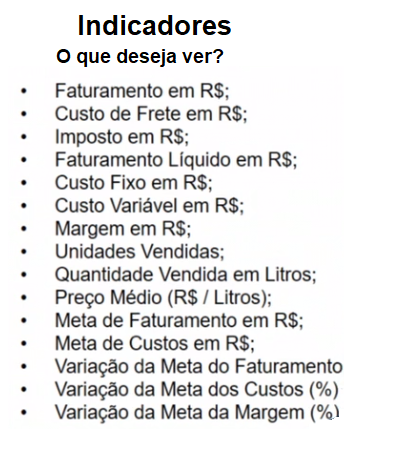 Indicadores
O que deseja ver?
• Faturamento em R$;
• Custo de Frete em R$;
• Imposto em R$;
• Faturamento Líquido em R$;
• Custo Fixo em R$;
• Custo Variável em R$;
• Margem em R$;
• Unidades Vendidas;
• Quantidade Vendida em Litros;
• Preço Médio (R$ / Litros);
• Meta de Faturamento em R$;
• Meta de Custos em R$;
• Variação da Meta do Faturamento
• Variação da Meta dos Custos (%)
• Variação da Meta da Margem (%)